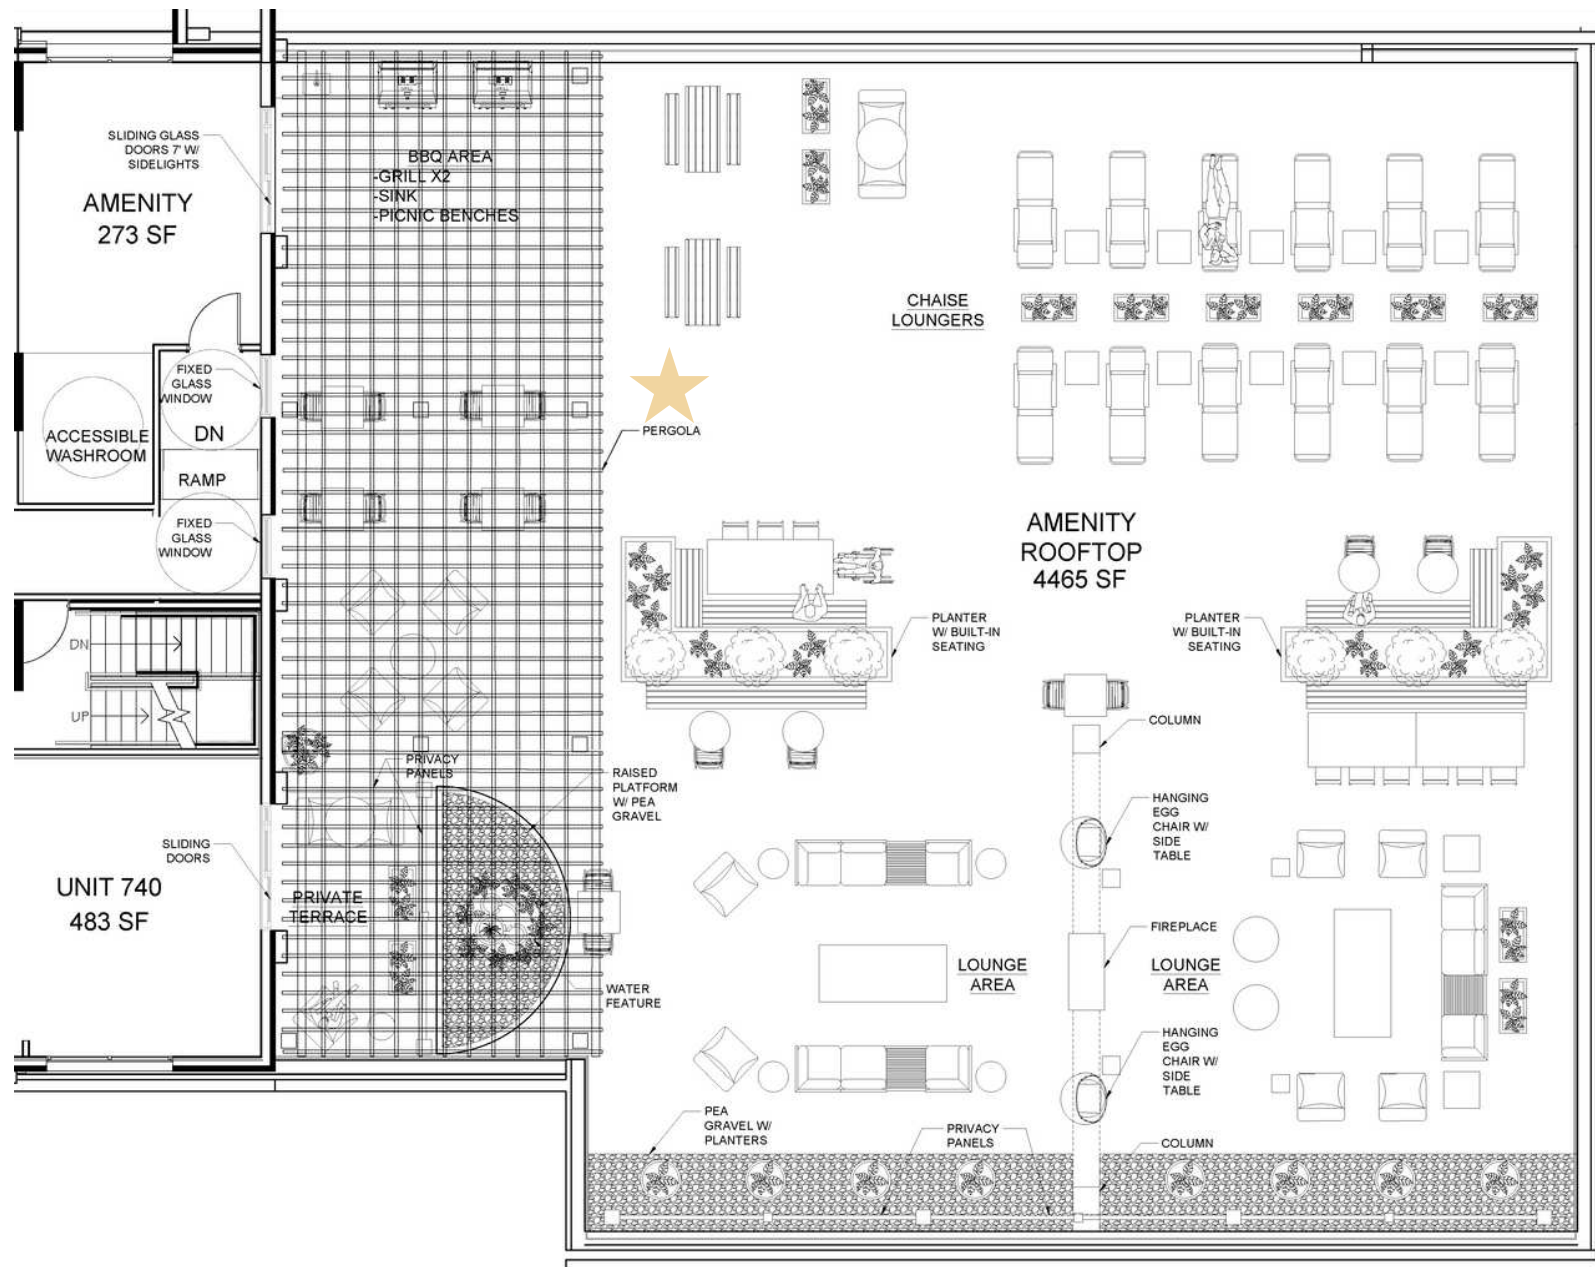 SLIDING GLASS
DOORS 7' W/
SIDELIGHTS
AMENITY
273 SF
BBQ AREA
-GRILL X2
-SINK
-PICNIC BENCHES
CHAISE
LOUNGERS
FIXED
GLASS
WINDOW
DN
ACCESSIBLE
WASHROOM
RAMP
PERGOLA
FIXED
GLASS
WINDOW
AMENITY
ROOFTOP
4465 SF
DN
UP
PLANTER
W/ BUILT-IN
SEATING
PLANTER
W/ BUILT-IN
SEATING
COLUMN
PRIVACY
PANELS
RAISED
PLATFORM
W/ PEA
GRAVEL
HANGING
EGG
CHAIR W/
SIDE
TABLE
SLIDING
DOORS
UNIT 740
483 SF
PRIVATE
TERRACE
FIREPLACE
LOUNGE
AREA
LOUNGE
AREA
WATER
FEATURE
HANGING
EGG
CHAIR W/
SIDE
TABLE
PEA
GRAVEL W/
PLANTERS
PRIVACY
PANELS
COLUMN